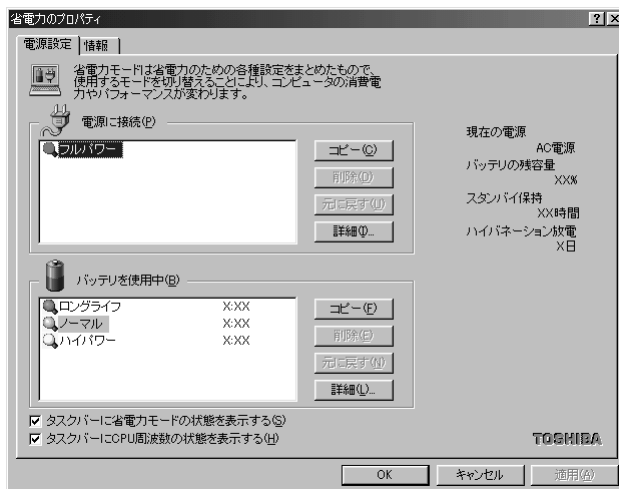 省電力のプロパティ
電源設定
情報
省電力モードは省電力のための各種設定をまとめたもので、
使用するモードを切り替えることにより、コンピュータの消費電
力やパフォーマンスが変わります。
電源に接続(P)
フルパワー
コピー(C)
削除(D)
元に戻す(U)
詳細(I)...
現在の電源
AC電源
バッテリの残容量
XX%
スタンバイ保持
XX時間
ハイバネーション放電
X日
バッテリを使用中(B)
ロングライフ X:XX
ノーマル X:XX
ハイパワー X:XX
コピー(F)
削除(E)
元に戻す(N)
詳細(L)...
タスクバーに省電力モードの状態を表示する(S)
タスクバーにCPU周波数の状態を表示する(H)
TOSHIBA
OK
キャンセル
適用(A)